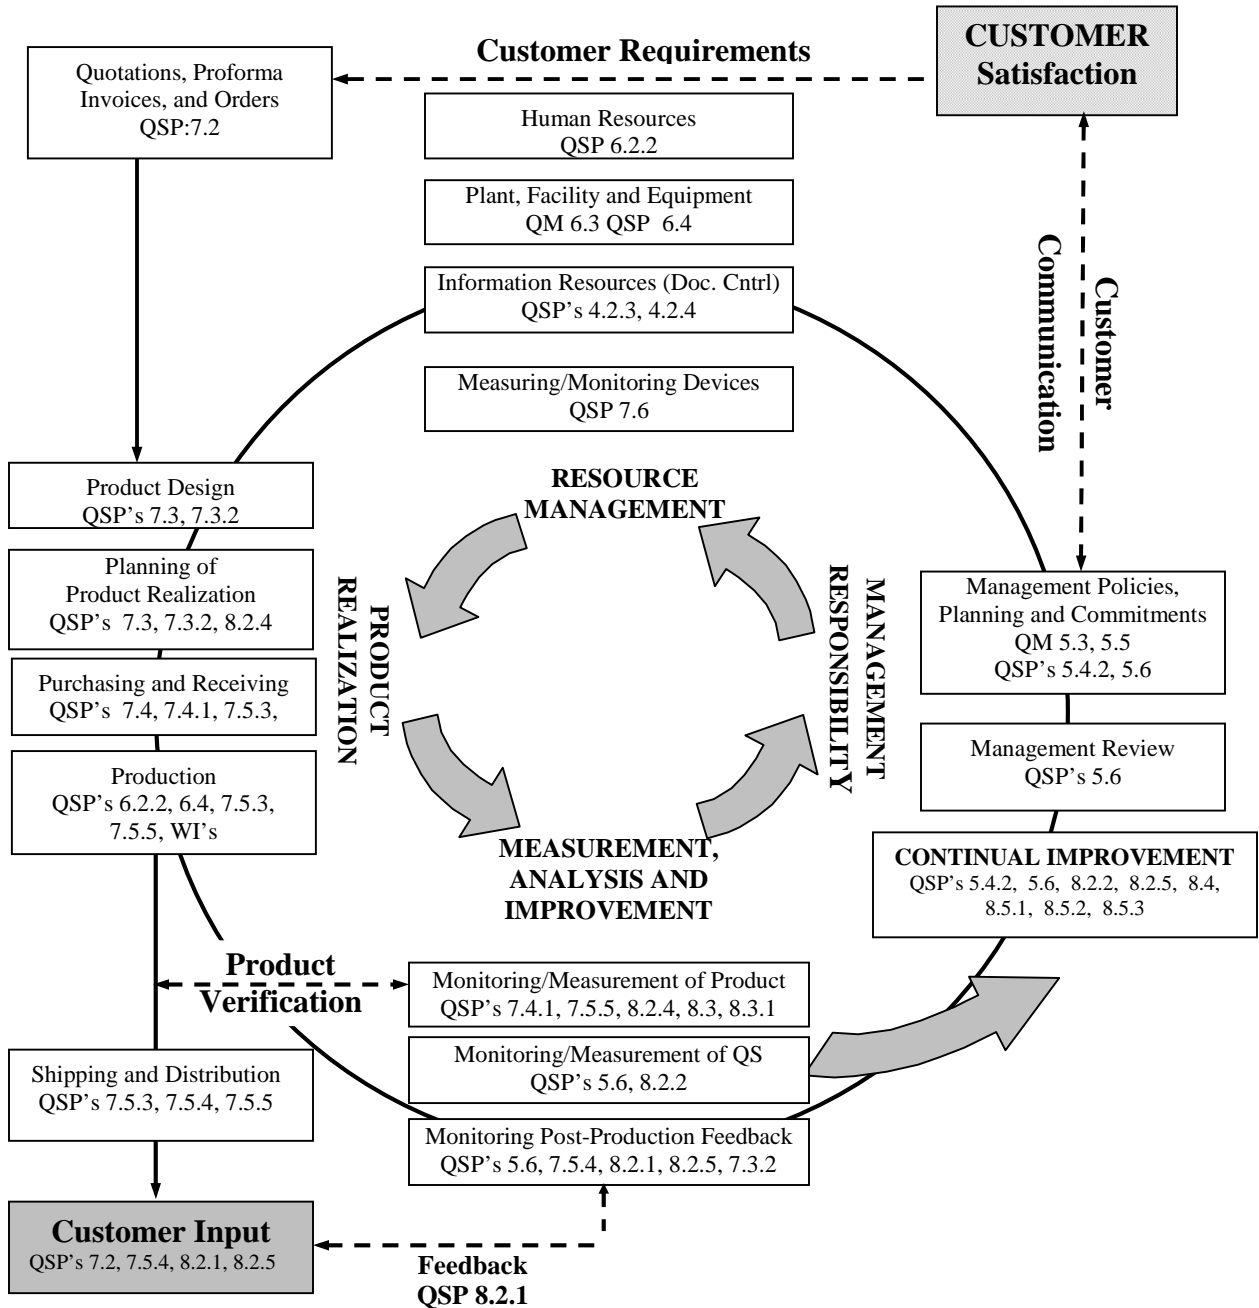 CUSTOMER
Satisfaction
Customer Requirements
Quotations, Proforma
Invoices, and Orders
QSP:7.2
Human Resources
QSP 6.2.2
Plant, Facility and Equipment
QM 6.3 QSP 6.4
Information Resources (Doc. Cntrl)
QSP's 4.2.3, 4.2.4
Measuring/Monitoring Devices
QSP 7.6
Customer
Communication
Product Design
QSP's 7.3, 7.3.2
Planning of
Product Realization
QSP's 7.3, 7.3.2, 8.2.4
Purchasing and Receiving
QSP's 7.4, 7.4.1, 7.5.3,
Production
QSP's 6.2.2, 6.4, 7.5.3,
7.5.5, WI's
RESOURCE
MANAGEMENT
PRODUCT
REALIZATION
MANAGEMENT
RESPONSIBILITY
MEASUREMENT,
ANALYSIS AND
IMPROVEMENT
Management Policies,
Planning and Commitments
QM 5.3, 5.5
QSP's 5.4.2, 5.6
Management Review
QSP's 5.6
CONTINUAL IMPROVEMENT
QSP's 5.4.2, 5.6, 8.2.2, 8.2.5, 8.4,
8.5.1, 8.5.2, 8.5.3
Product
Verification
Monitoring/Measurement of Product
QSP's 7.4.1, 7.5.5, 8.2.4, 8.3, 8.3.1
Monitoring/Measurement of QS
QSP's 5.6, 8.2.2
Monitoring Post-Production Feedback
QSP's 5.6, 7.5.4, 8.2.1, 8.2.5, 7.3.2
Shipping and Distribution
QSP's 7.5.3, 7.5.4, 7.5.5
Customer Input
QSP's 7.2, 7.5.4, 8.2.1, 8.2.5
Feedback
QSP 8.2.1